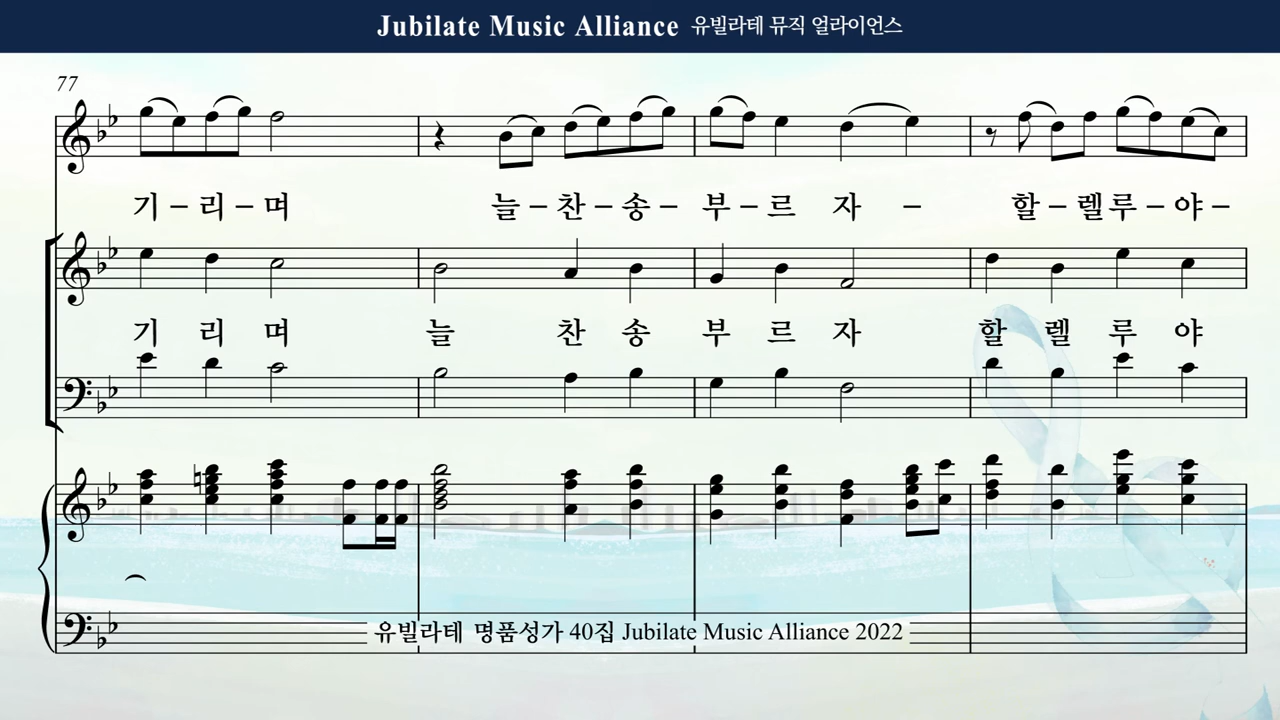 Jubilate Music Alliance 유빌라테 뮤직 얼라이언스
77
기 – 리 – 며 늘 – 찬 – 송 – 부 – 르 자 – 할 – 렐루 – 야 –
기 리 며 늘 찬 송 부 르 자 할 렐 루 야
유빌라테 명품성가 40집 Jubilate Music Alliance 2022